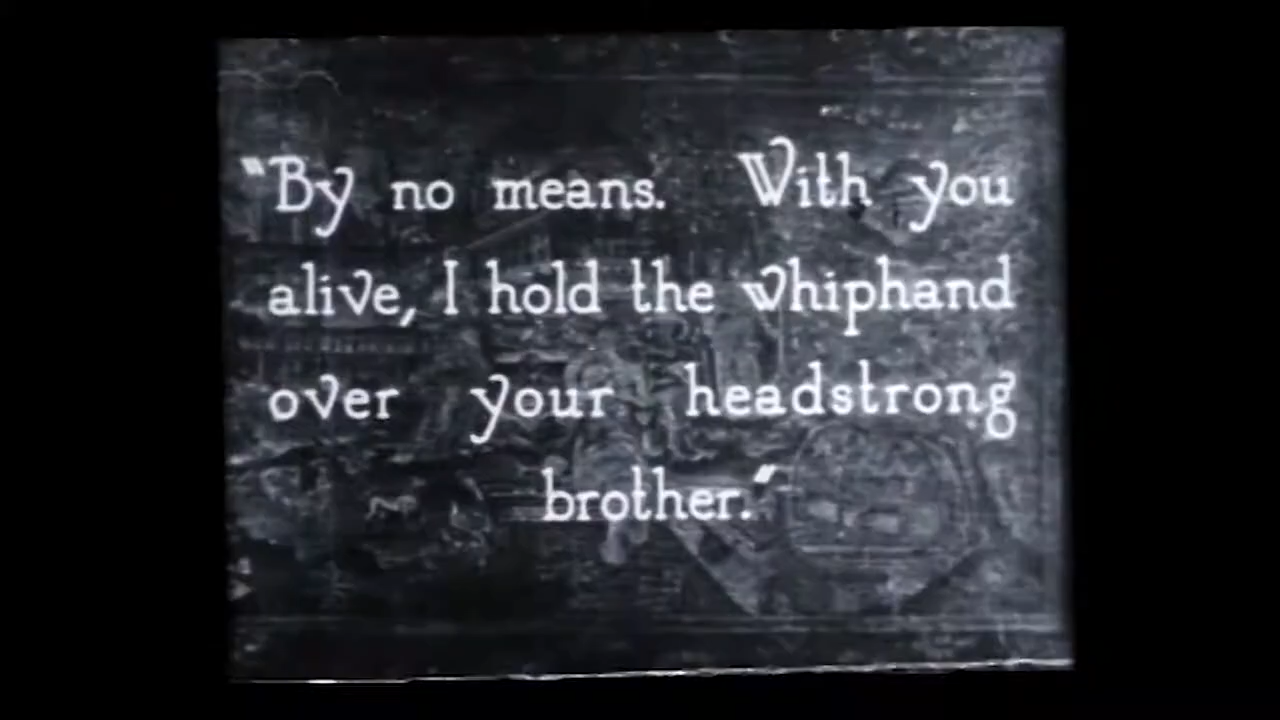 "By no means. With you
alive, I hold the whiphand
over your headstrong
brother."